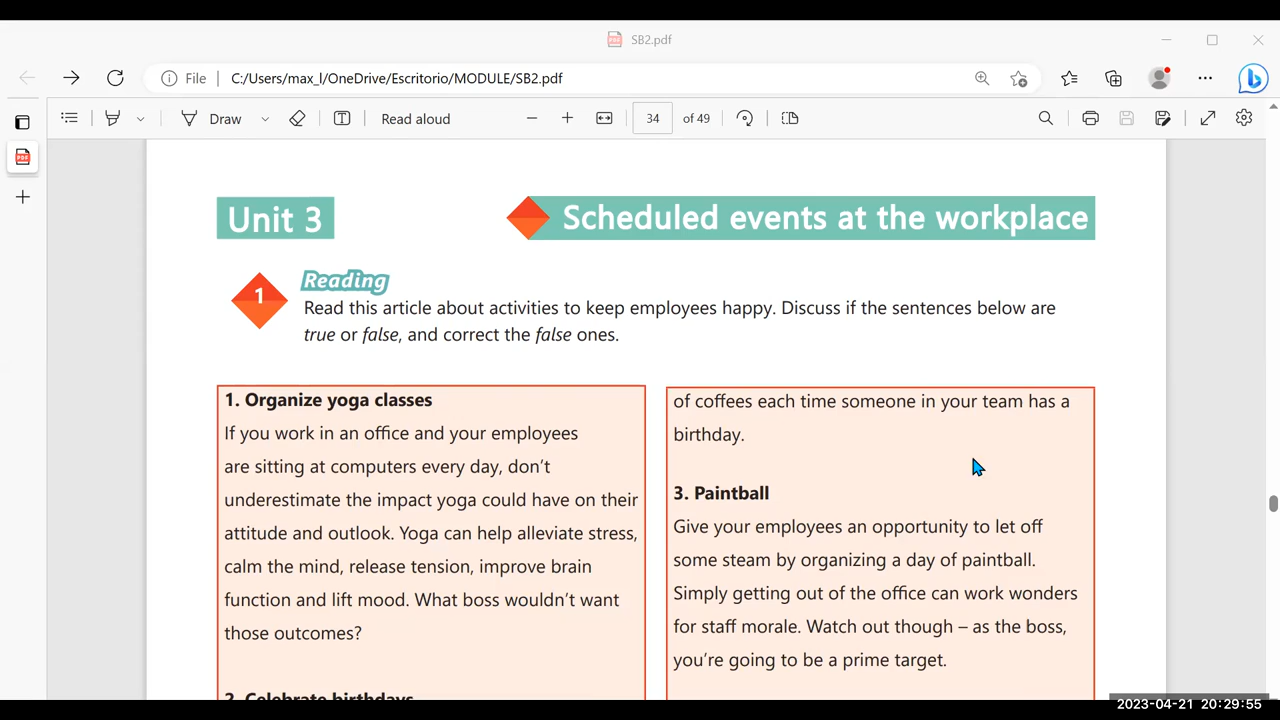 SB2.pdf
File
C:/Users/max_l/OneDrive/Escritorio/MODULE/SB2.pdf
Draw
Read aloud
34
of 49
Unit 3
Scheduled events at the workplace
1
Reading
Read this article about activities to keep employees happy. Discuss if the sentences below are
true or false, and correct the false ones.
1. Organize yoga classes
If you work in an office and your employees
are sitting at computers every day, don't
underestimate the impact yoga could have on their
attitude and outlook. Yoga can help alleviate stress,
calm the mind, release tension, improve brain
function and lift mood. What boss wouldn't want
those outcomes?
2. Celebrate birthdays
of coffees each time someone in your team has a
birthday.
3. Paintball
Give your employees an opportunity to let off
some steam by organizing a day of paintball.
Simply getting out of the office can work wonders
for staff morale. Watch out though – as the boss,
you're going to be a prime target.
2023-04-21 20:29:55